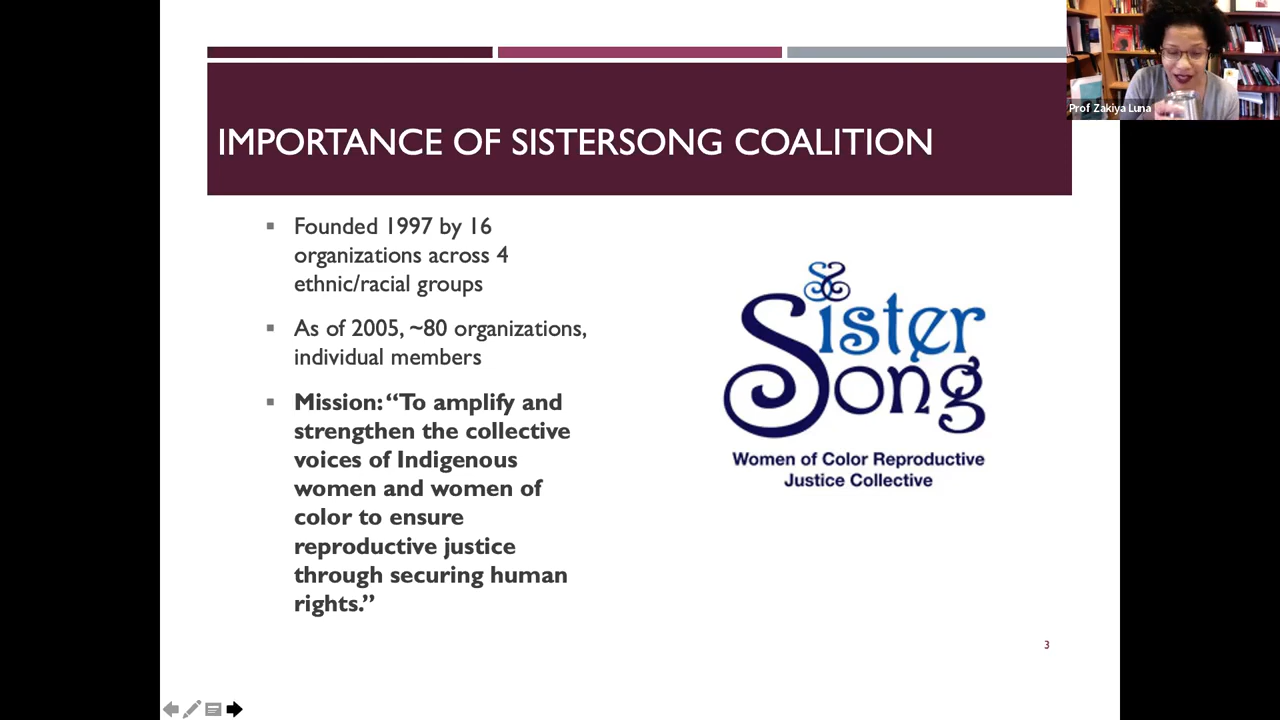 Prof Zakiya Luna
IMPORTANCE OF SISTERSONG COALITION
Founded 1997 by 16
organizations across 4
ethnic/racial groups
As of 2005, ~80 organizations,
individual members
Mission: “To amplify and
strengthen the collective
voices of Indigenous
women and women of
color to ensure
reproductive justice
through securing human
rights.”
Sister
Song
Women of Color Reproductive
Justice Collective
3